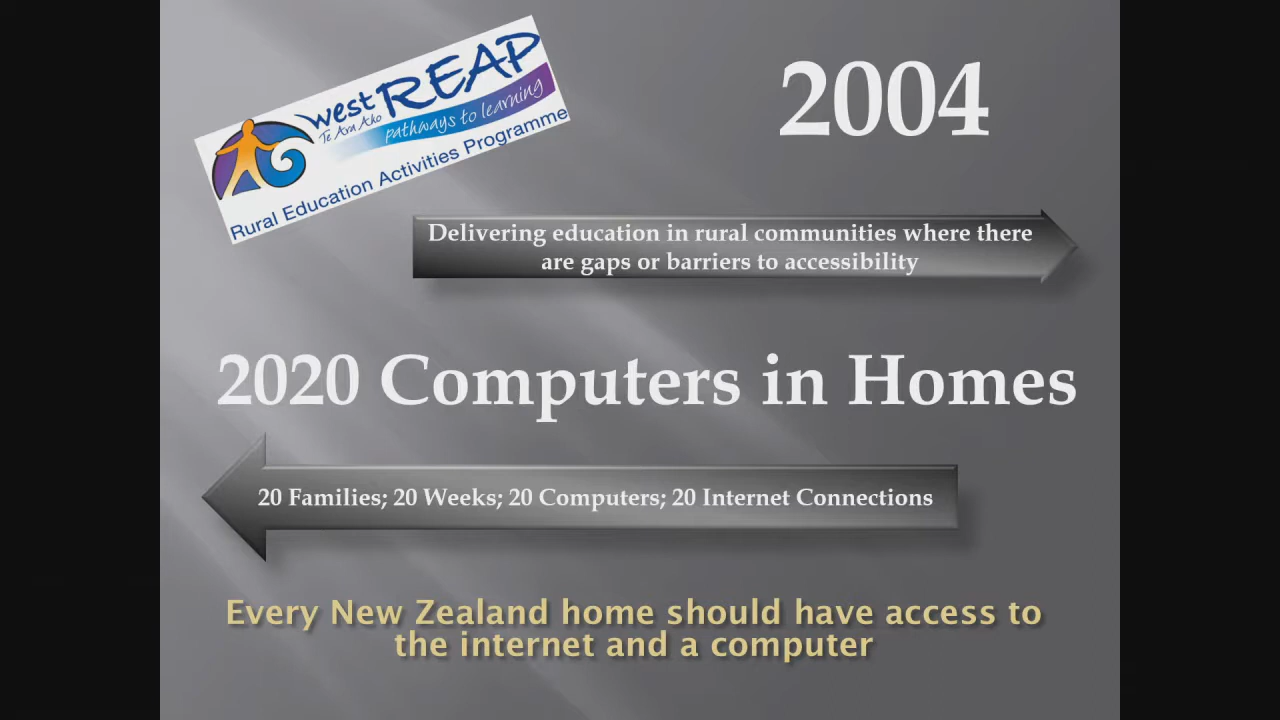 west REAP
Te Ara Ako
pathways to learning
Rural Education Activities Programme
2004
Delivering education in rural communities where there
are gaps or barriers to accessibility
2020 Computers in Homes
20 Families; 20 Weeks; 20 Computers; 20 Internet Connections
Every New Zealand home should have access to
the internet and a computer